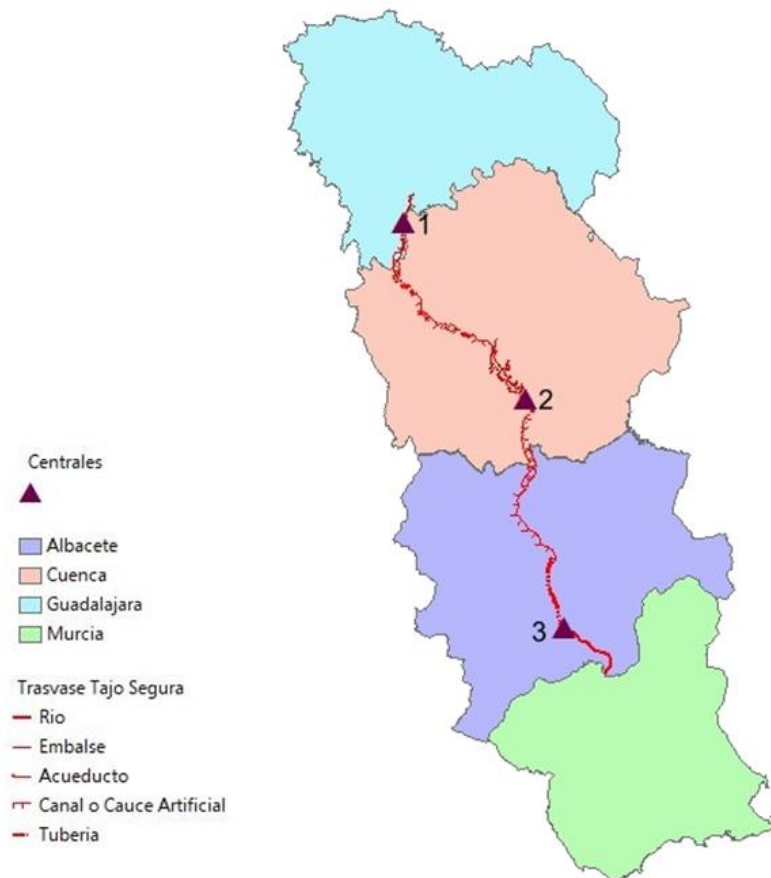 1
2
3
Centrales
Albacete
Cuenca
Guadalajara
Murcia
Trasvase Tajo Segura
Rio
Embalse
Acueducto
Canal o Cauce Artificial
Tuberia